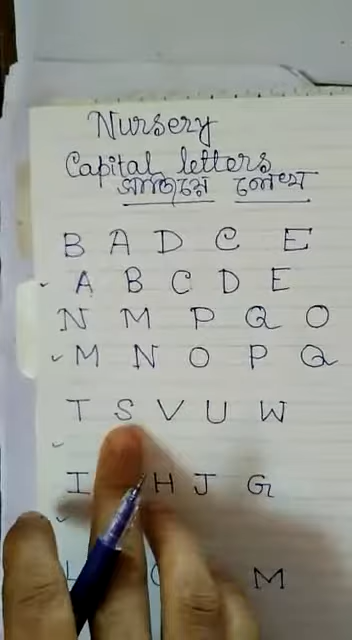 Nursery
Capital letters
সাজিয়ে লেখো
B A D C E
A B C D E
N M P Q O
M N O P Q
T S V U W
I H J G
M